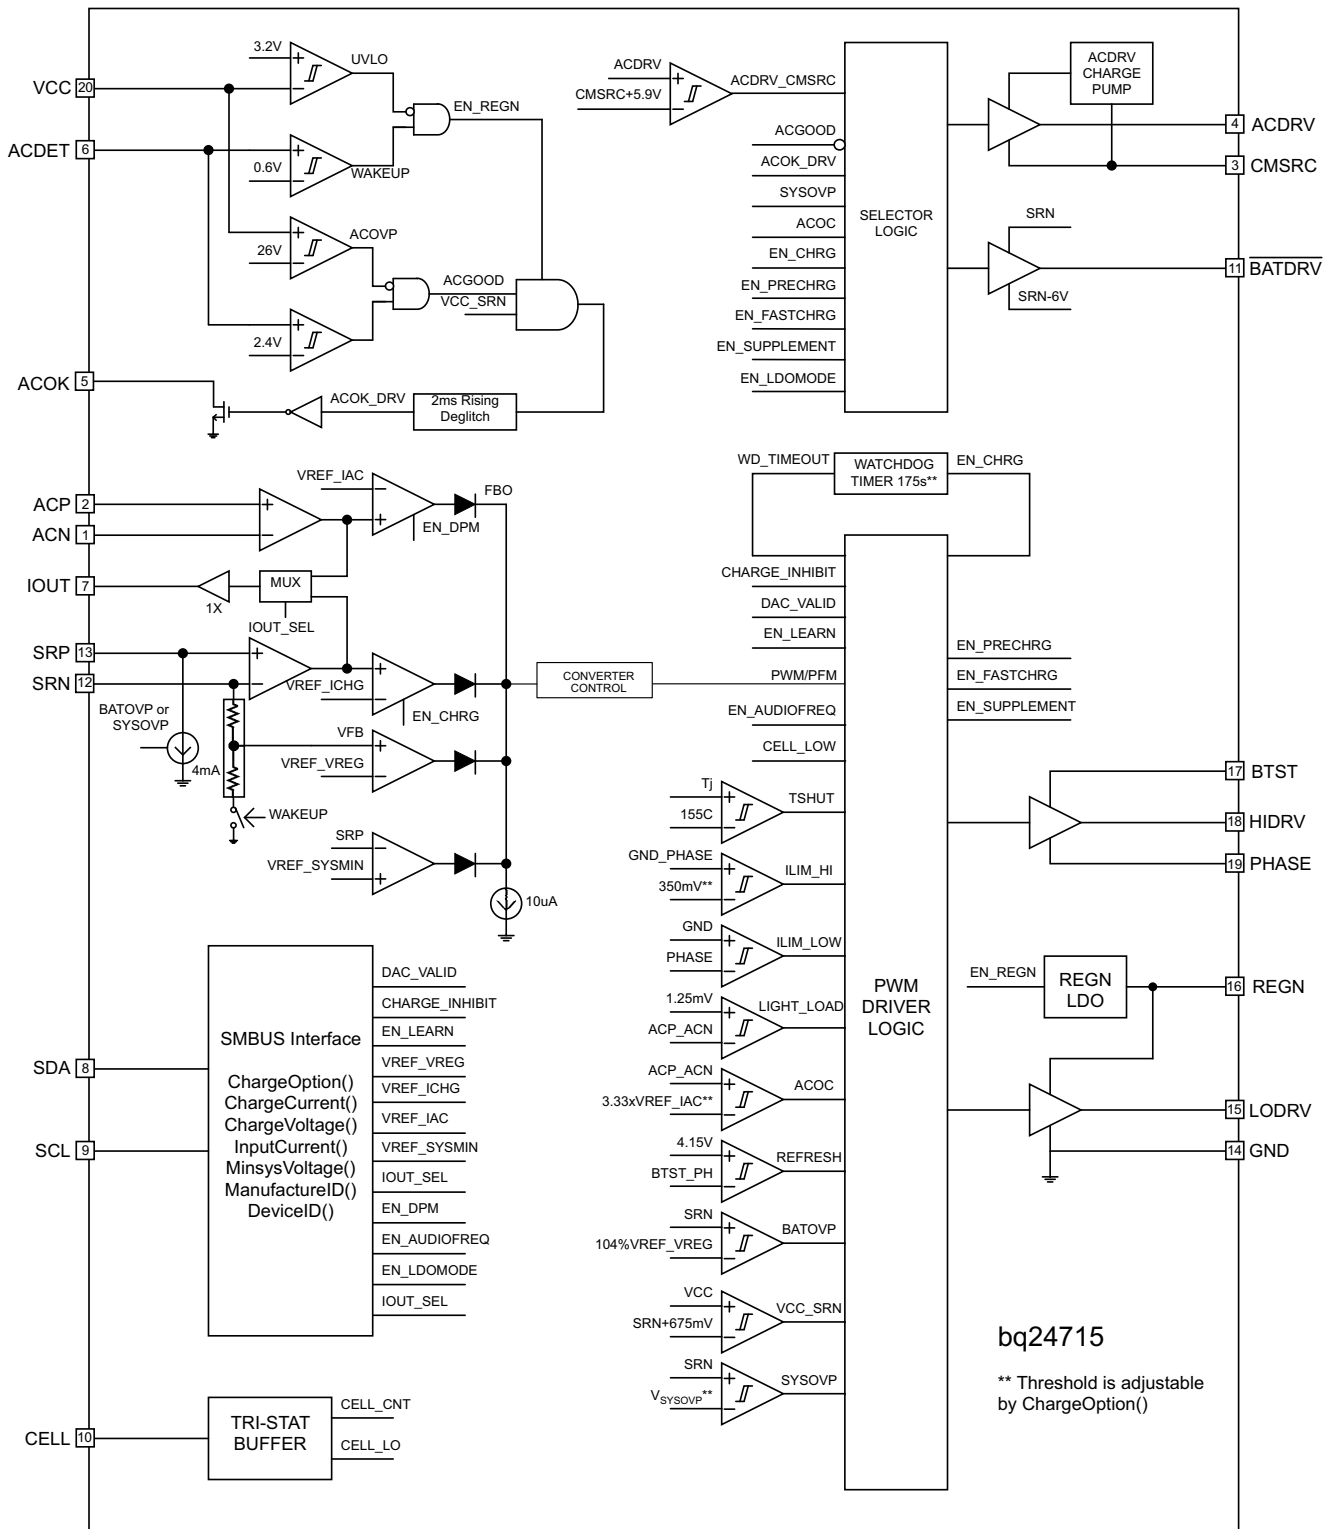 3.2V
UVLO
VCC 20
EN_REGN
ACDET 6
0.6V
WAKEUP
ACOVP
26V
ACGOOD
VCC_SRN
2.4V
ACOK 5
ACOK_DRV
2ms Rising
Deglitch
ACDRV
CMSRC+5.9V
ACDRV_CMSRC
ACGOOD
ACOK_DRV
SYSOVP
ACOC
EN_CHRG
EN_PRECHRG
EN_FASTCHRG
EN_SUPPLEMENT
EN_LDOMODE
SELECTOR
LOGIC
ACDRV
CHARGE
PUMP
4 ACDRV
3 CMSRC
SRN
11 BATDRV
SRN-6V
VREF_IAC
FBO
ACP 2
ACN 1
EN_DPM
IOUT 7
1X
MUX
IOUT_SEL
SRP 13
SRN 12
VREF_ICHG
EN_CHRG
BATOVP or
SYSOVP
4mA
VFB
VREF_VREG
WAKEUP
SRP
VREF_SYSMIN
10uA
CONVERTER
CONTROL
WD_TIMEOUT
WATCHDOG
TIMER 175s**
EN_CHRG
CHARGE_INHIBIT
DAC_VALID
EN_LEARN
PWM/PFM
EN_AUDIOFREQ
CELL_LOW
Tj
155C
TSHUT
GND_PHASE
350mV**
ILIM_HI
GND
PHASE
ILIM_LOW
1.25mV
ACP_ACN
LIGHT_LOAD
ACP_ACN
3.33xVREF_IAC**
ACOC
4.15V
BTST_PH
REFRESH
SRN
104%VREF_VREG
BATOVP
VCC
SRN+675mV
VCC_SRN
SRN
VSYSOVP**
SYSOVP
PWM
DRIVER
LOGIC
EN_PRECHRG
EN_FASTCHRG
EN_SUPPLEMENT
17 BTST
18 HIDRV
19 PHASE
EN_REGN
REGN
LDO
16 REGN
15 LODRV
14 GND
SDA 8
SCL 9
SMBUS Interface
ChargeOption()
ChargeCurrent()
ChargeVoltage()
InputCurrent()
MinsysVoltage()
ManufactureID()
DeviceID()
DAC_VALID
CHARGE_INHIBIT
EN_LEARN
VREF_VREG
VREF_ICHG
VREF_IAC
VREF_SYSMIN
IOUT_SEL
EN_DPM
EN_AUDIOFREQ
EN_LDOMODE
IOUT_SEL
CELL 10
TRI-STAT
BUFFER
CELL_CNT
CELL_LO
bq24715
** Threshold is adjustable
by ChargeOption()